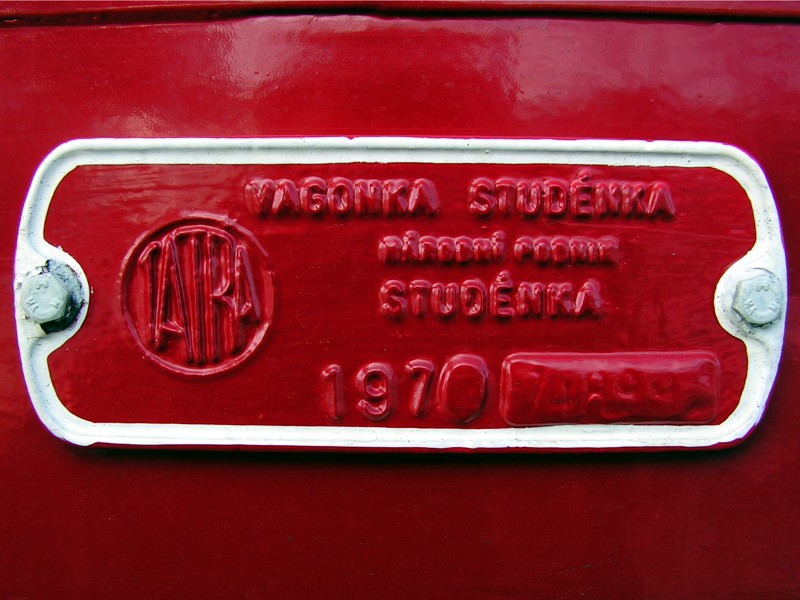 VAGONKA STUDÉNKA
NÁRODNÍ PODNIK
STUDÉNKA
TATRA
1970